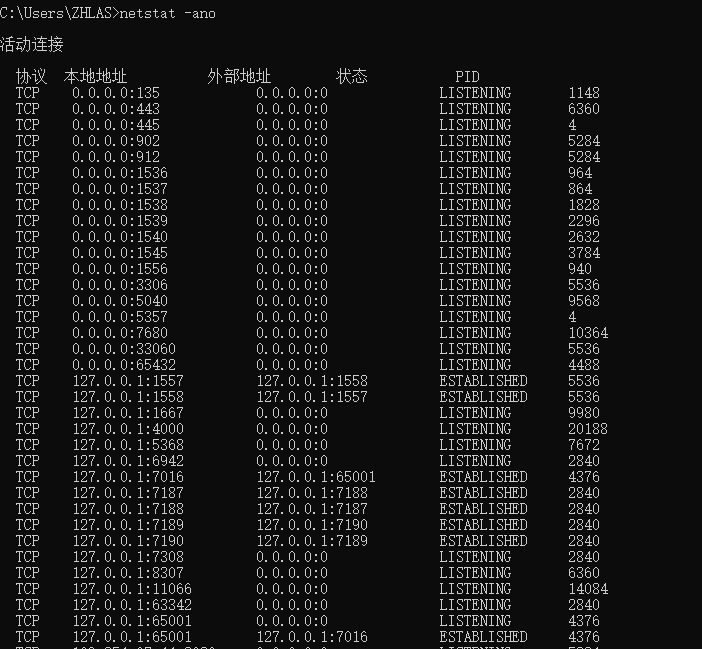 C:\Users\ZHLAS>netstat -ano
活动连接
协议 本地地址 外部地址 状态 PID
TCP 0.0.0.0:135 0.0.0.0:0 LISTENING 1148
TCP 0.0.0.0:443 0.0.0.0:0 LISTENING 6360
TCP 0.0.0.0:445 0.0.0.0:0 LISTENING 4
TCP 0.0.0.0:902 0.0.0.0:0 LISTENING 5284
TCP 0.0.0.0:912 0.0.0.0:0 LISTENING 5284
TCP 0.0.0.0:1536 0.0.0.0:0 LISTENING 964
TCP 0.0.0.0:1537 0.0.0.0:0 LISTENING 864
TCP 0.0.0.0:1538 0.0.0.0:0 LISTENING 1828
TCP 0.0.0.0:1539 0.0.0.0:0 LISTENING 2296
TCP 0.0.0.0:1540 0.0.0.0:0 LISTENING 2632
TCP 0.0.0.0:1545 0.0.0.0:0 LISTENING 3784
TCP 0.0.0.0:1556 0.0.0.0:0 LISTENING 940
TCP 0.0.0.0:3306 0.0.0.0:0 LISTENING 5536
TCP 0.0.0.0:5040 0.0.0.0:0 LISTENING 9568
TCP 0.0.0.0:5357 0.0.0.0:0 LISTENING 4
TCP 0.0.0.0:7680 0.0.0.0:0 LISTENING 10364
TCP 0.0.0.0:33060 0.0.0.0:0 LISTENING 5536
TCP 0.0.0.0:65432 0.0.0.0:0 LISTENING 4488
TCP 127.0.0.1:1557 127.0.0.1:1558 ESTABLISHED 5536
TCP 127.0.0.1:1558 127.0.0.1:1557 ESTABLISHED 5536
TCP 127.0.0.1:1667 0.0.0.0:0 LISTENING 9980
TCP 127.0.0.1:4000 0.0.0.0:0 LISTENING 20188
TCP 127.0.0.1:5368 0.0.0.0:0 LISTENING 7672
TCP 127.0.0.1:6942 0.0.0.0:0 LISTENING 2840
TCP 127.0.0.1:7016 127.0.0.1:65001 ESTABLISHED 4376
TCP 127.0.0.1:7187 127.0.0.1:7188 ESTABLISHED 2840
TCP 127.0.0.1:7188 127.0.0.1:7187 ESTABLISHED 2840
TCP 127.0.0.1:7189 127.0.0.1:7190 ESTABLISHED 2840
TCP 127.0.0.1:7190 127.0.0.1:7189 ESTABLISHED 2840
TCP 127.0.0.1:7308 0.0.0.0:0 LISTENING 2840
TCP 127.0.0.1:8307 0.0.0.0:0 LISTENING 6360
TCP 127.0.0.1:11066 0.0.0.0:0 LISTENING 14084
TCP 127.0.0.1:63342 0.0.0.0:0 LISTENING 2840
TCP 127.0.0.1:65001 0.0.0.0:0 LISTENING 4376
TCP 127.0.0.1:65001 127.0.0.1:7016 ESTABLISHED 4376